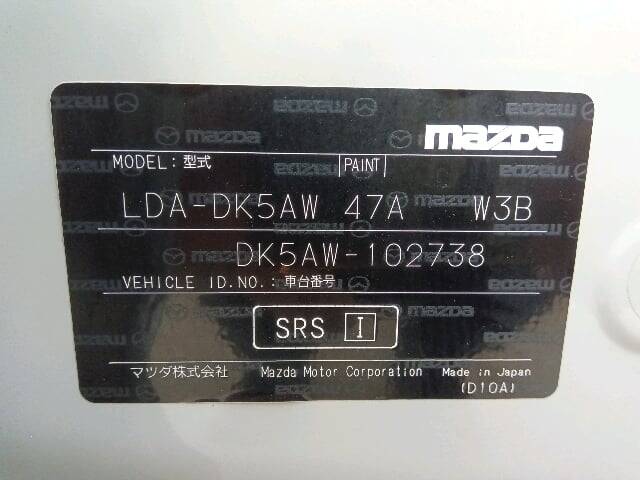 mazda
MODEL: 型式 PAINT
LDA-DK5AW 47A W3B
DK5AW-102738
VEHICLE ID.NO.: 車台番号
SRS I
マツダ株式会社 Mazda Motor Corporation Made in Japan
(D10A)